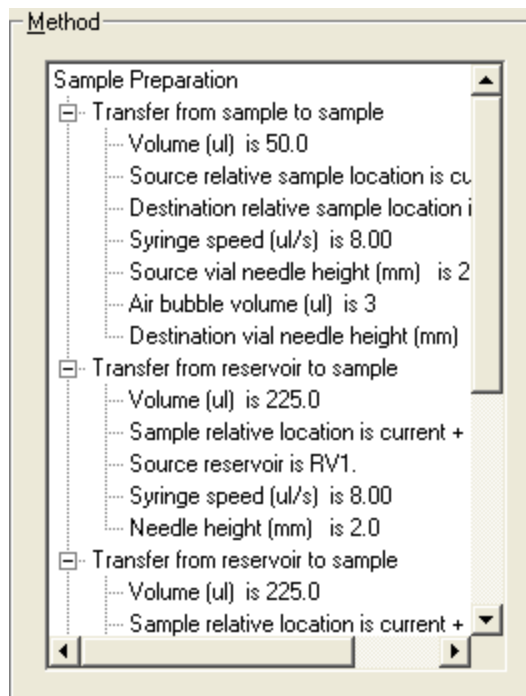 Method
Sample Preparation
Transfer from sample to sample
Volume (ul) is 50.0
Source relative sample location is
Destination relative sample location
Syringe speed (ul/s) is 8.00
Source vial needle height (mm) is 2
Air bubble volume (ul) is 3
Destination vial needle height (mm)
Transfer from reservoir to sample
Volume (ul) is 225.0
Sample relative location is current +
Source reservoir is RV1.
Syringe speed (ul/s) is 8.00
Needle height (mm) is 2.0
Transfer from reservoir to sample
Volume (ul) is 225.0
Sample relative location is current +